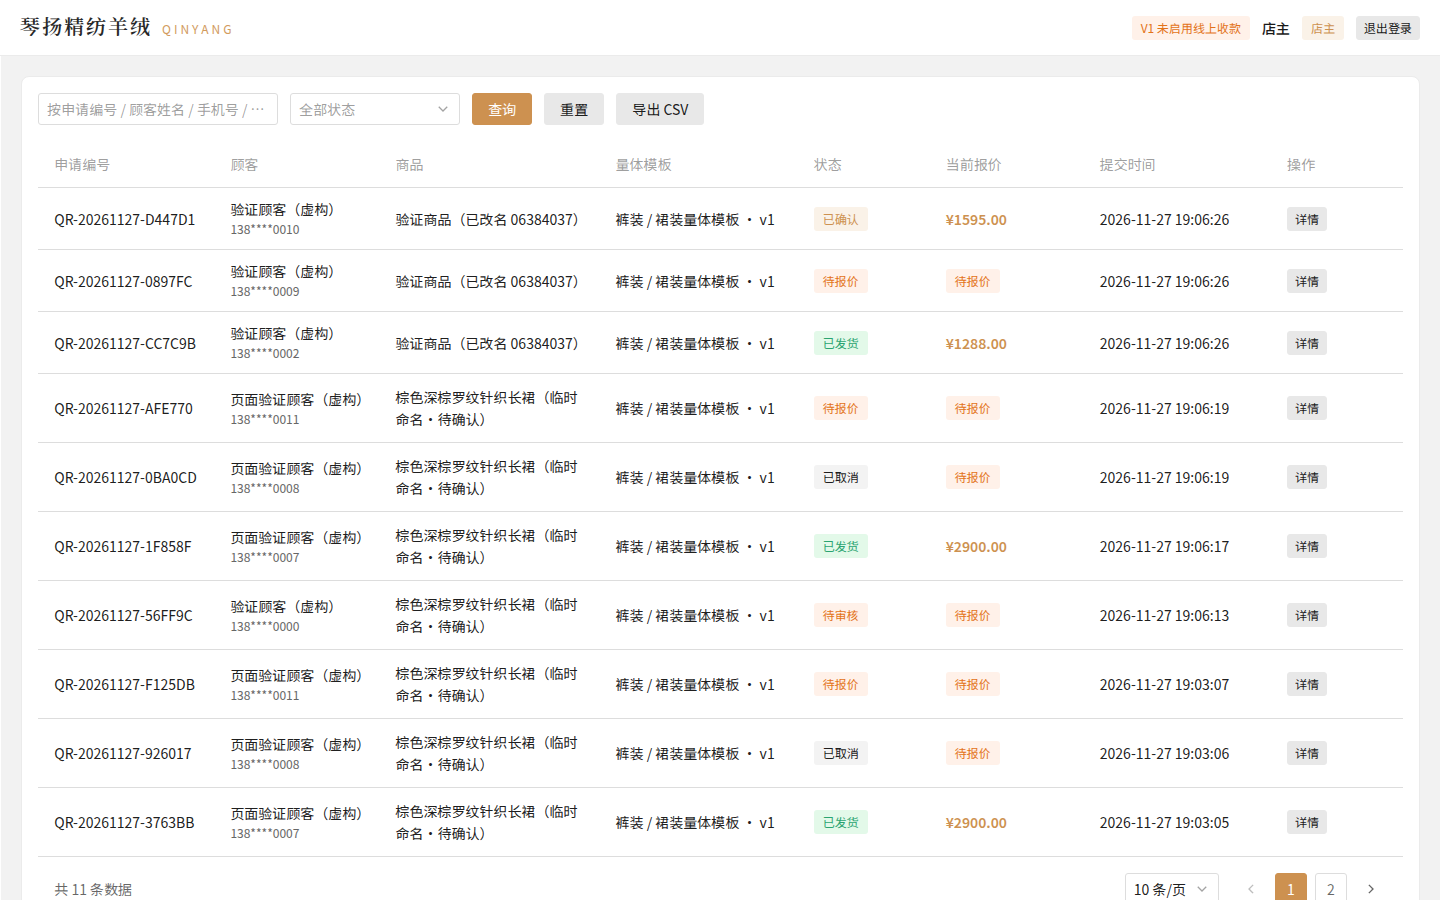 琴扬精纺羊绒 QINYANG V1 未启用线上收款 店主 店主 退出登录
按申请编号 / 顾客姓名 / 手机号 / ··· 全部状态 查询 重置 导出 CSV
申请编号 顾客 商品 量体模板 状态 当前报价 提交时间 操作
QR-20261127-D447D1 验证顾客（虚构） 138****0010 验证商品（已改名 06384037） 裤装 / 裙装量体模板 · v1 已确认 ¥1595.00 2026-11-27 19:06:26 详情
QR-20261127-0897FC 验证顾客（虚构） 138****0009 验证商品（已改名 06384037） 裤装 / 裙装量体模板 · v1 待报价 待报价 2026-11-27 19:06:26 详情
QR-20261127-CC7C9B 验证顾客（虚构） 138****0002 验证商品（已改名 06384037） 裤装 / 裙装量体模板 · v1 已发货 ¥1288.00 2026-11-27 19:06:26 详情
QR-20261127-AFE770 页面验证顾客（虚构） 138****0011 棕色深棕罗纹针织长裙（临时命名·待确认） 裤装 / 裙装量体模板 · v1 待报价 待报价 2026-11-27 19:06:19 详情
QR-20261127-0BA0CD 页面验证顾客（虚构） 138****0008 棕色深棕罗纹针织长裙（临时命名·待确认） 裤装 / 裙装量体模板 · v1 已取消 待报价 2026-11-27 19:06:19 详情
QR-20261127-1F858F 页面验证顾客（虚构） 138****0007 棕色深棕罗纹针织长裙（临时命名·待确认） 裤装 / 裙装量体模板 · v1 已发货 ¥2900.00 2026-11-27 19:06:17 详情
QR-20261127-56FF9C 验证顾客（虚构） 138****0000 棕色深棕罗纹针织长裙（临时命名·待确认） 裤装 / 裙装量体模板 · v1 待审核 待报价 2026-11-27 19:06:13 详情
QR-20261127-F125DB 页面验证顾客（虚构） 138****0011 棕色深棕罗纹针织长裙（临时命名·待确认） 裤装 / 裙装量体模板 · v1 待报价 待报价 2026-11-27 19:03:07 详情
QR-20261127-926017 页面验证顾客（虚构） 138****0008 棕色深棕罗纹针织长裙（临时命名·待确认） 裤装 / 裙装量体模板 · v1 已取消 待报价 2026-11-27 19:03:06 详情
QR-20261127-3763BB 页面验证顾客（虚构） 138****0007 棕色深棕罗纹针织长裙（临时命名·待确认） 裤装 / 裙装量体模板 · v1 已发货 ¥2900.00 2026-11-27 19:03:05 详情
共 11 条数据 10 条/页 1 2